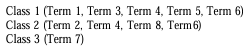 Class 1 (Term 1, Term 3, Term 4, Term 5, Term 6)
Class 2 (Term 2, Term 4, Term 8, Term6)
Class 3 (Term 7)